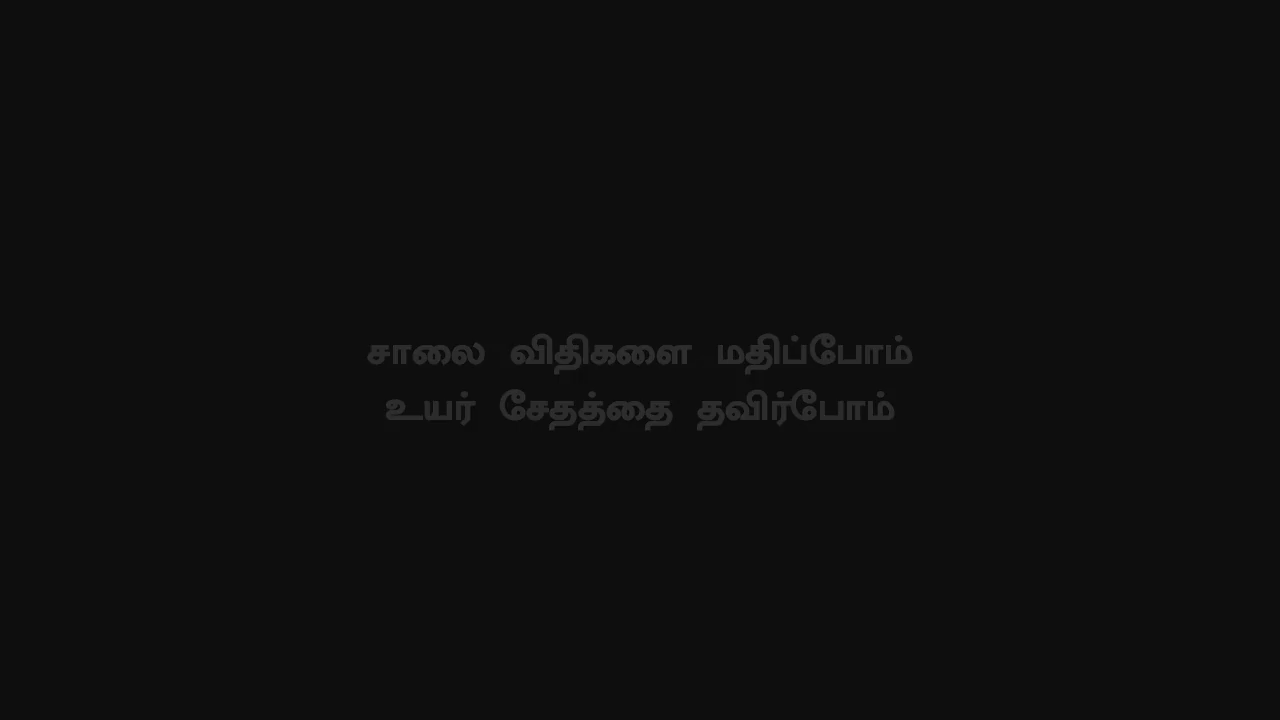 சாலை விதிகளை மதிப்போம்
உயர் சேதத்தை தவிர்போம்